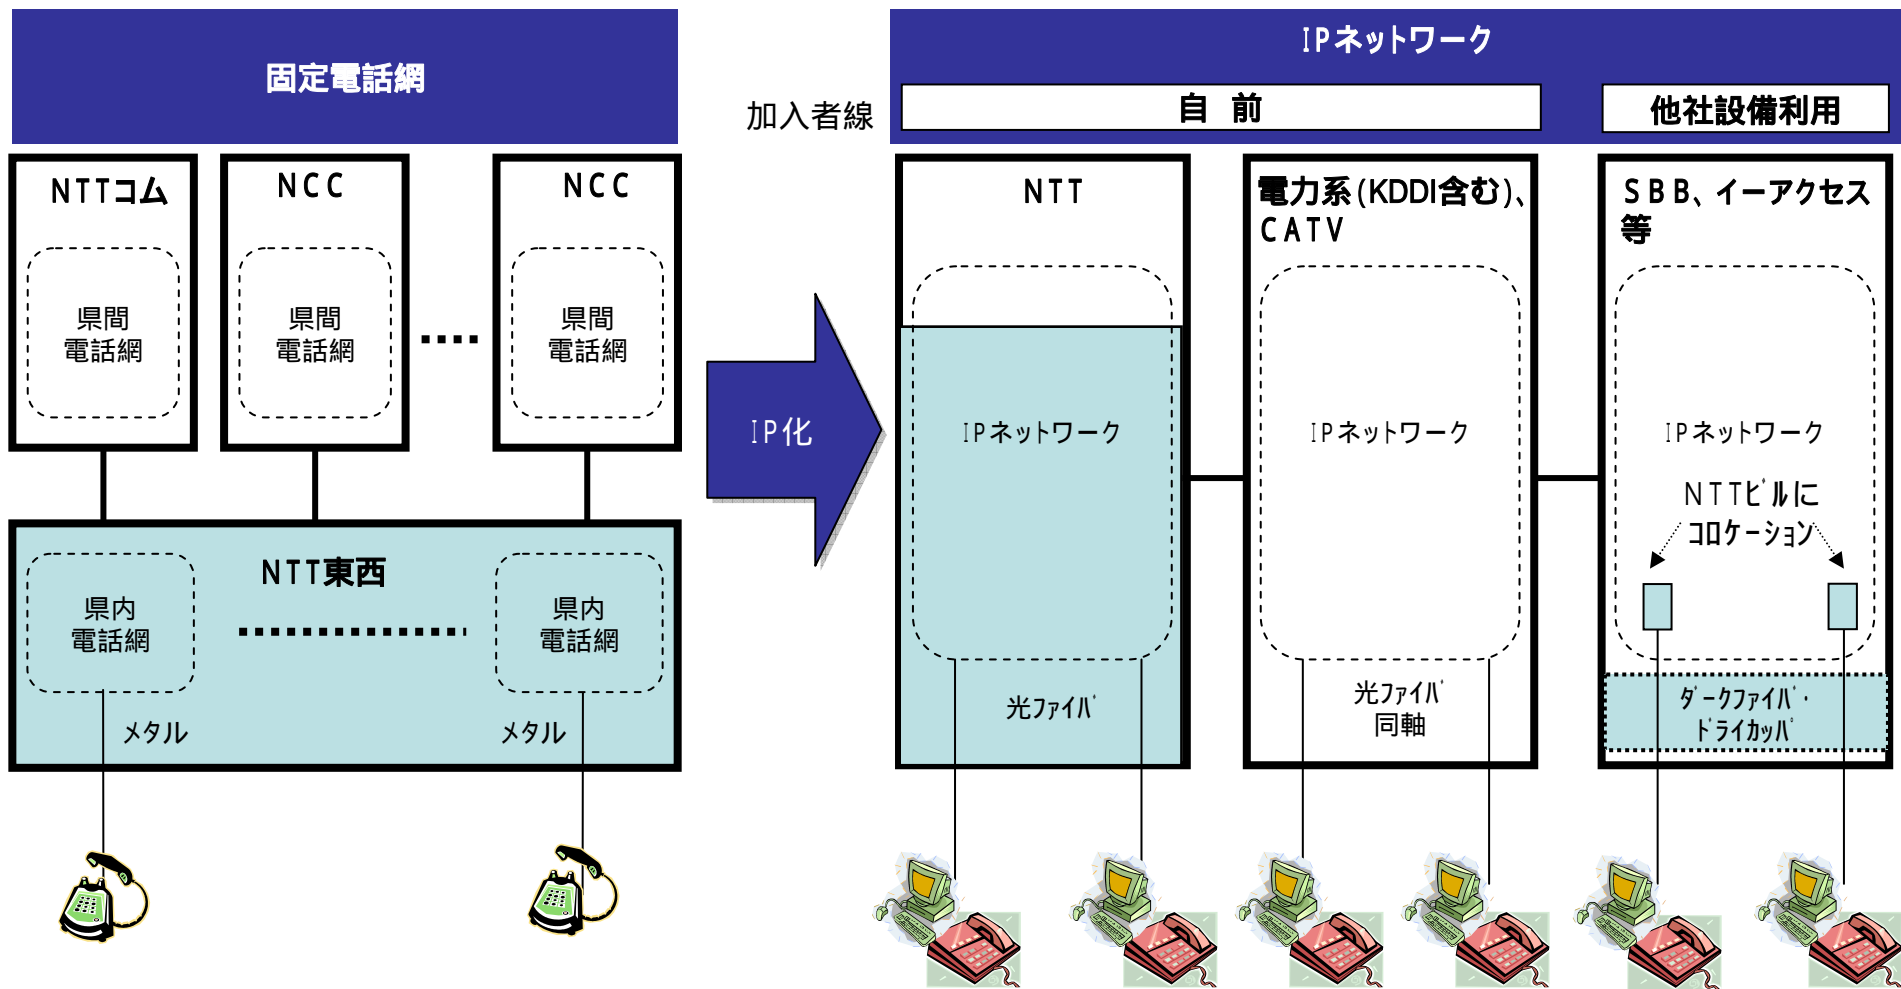 固定電話網
NTTコム
NCC
NCC
県間
電話網
県間
電話網
県間
電話網
NTT東西
県内
電話網
県内
電話網
メタル
メタル
IP化
加入者線
IPネットワーク
自 前
他社設備利用
NTT
電力系(KDDI含む)、
CATV
SBB、イーアクセス
等
IPネットワーク
IPネットワーク
IPネットワーク
NTTビルに
コロケーション
光ファイバ
光ファイバ
同軸
ダークファイバ・
ドライカッパ